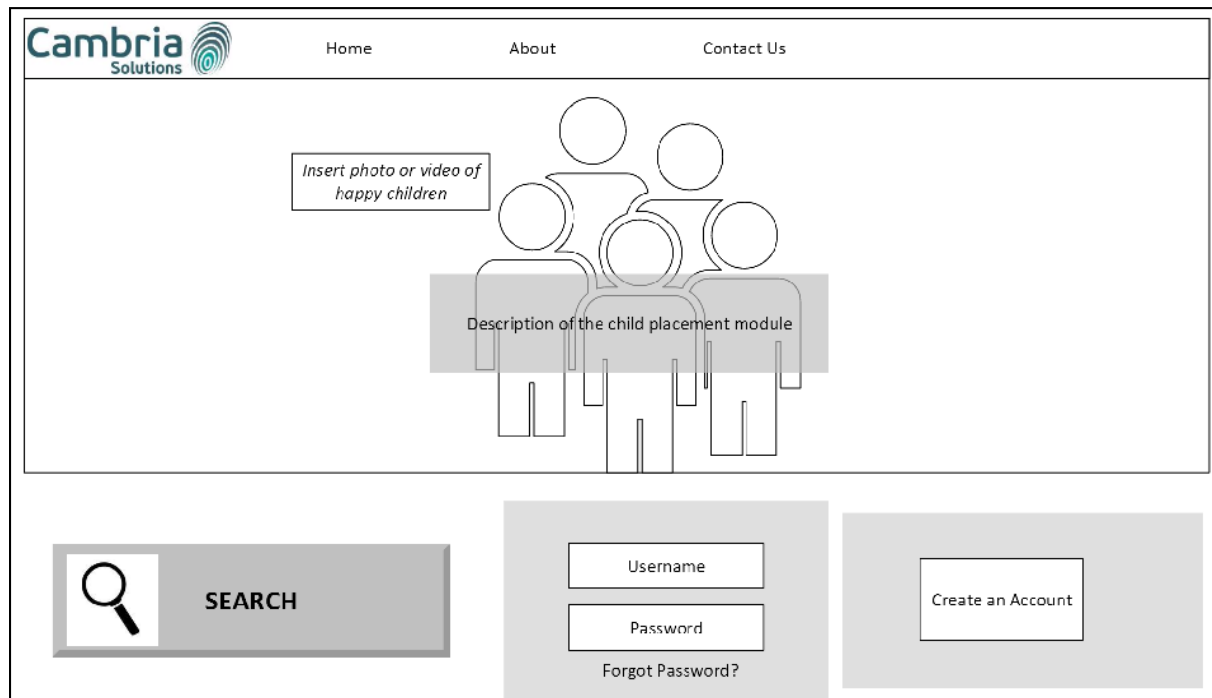 Cambria
Solutions
Home
About
Contact Us
Insert photo or video of
happy children
Description of the child placement module
SEARCH
Username
Password
Forgot Password?
Create an Account